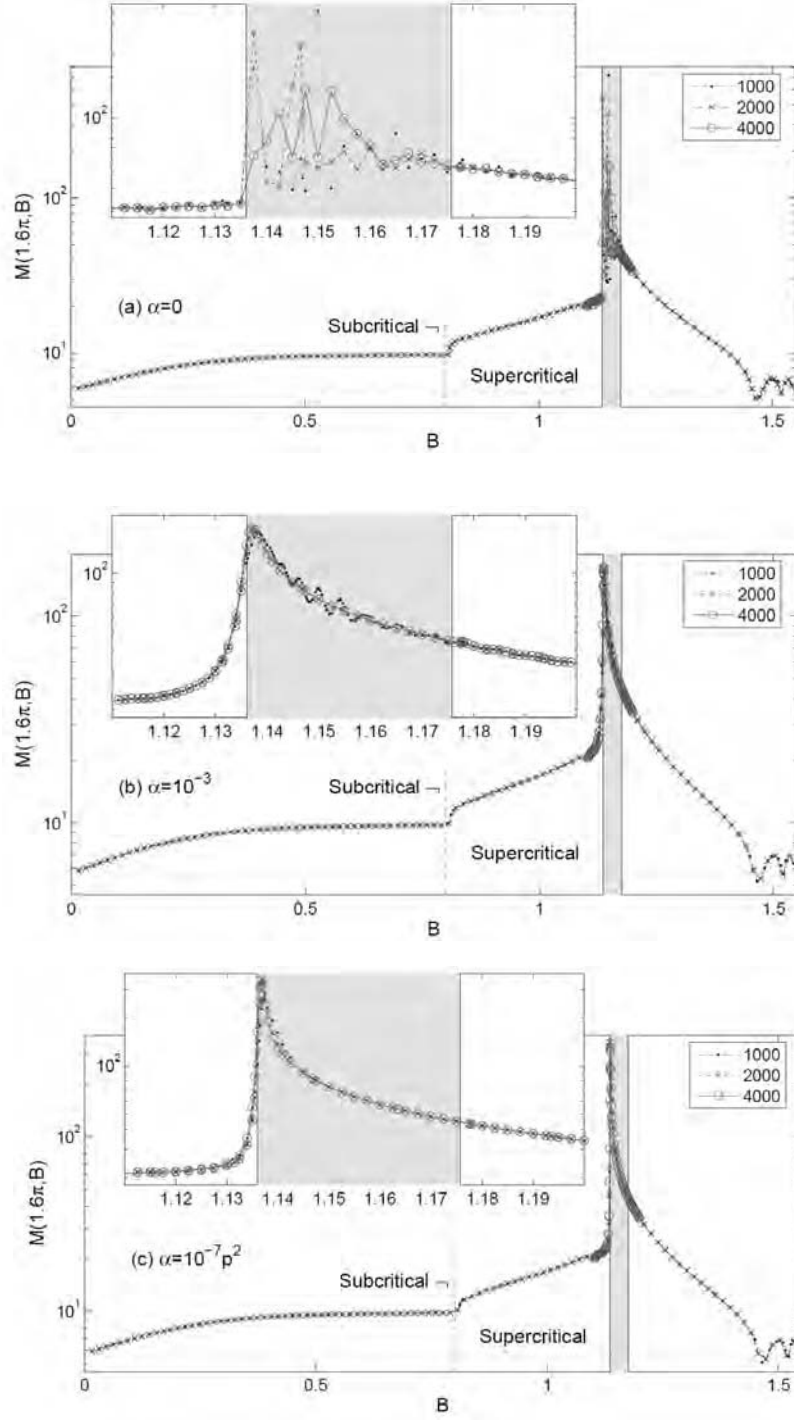 10²
1000
2000
4000
10²
1.12 1.13 1.14 1.15 1.16 1.17 1.18 1.19
M(1.6π,B)
(a) α=0
Subcritical
10¹
Supercritical
0 0.5 1 1.5
B
10²
1000
2000
4000
10²
1.12 1.13 1.14 1.15 1.16 1.17 1.18 1.19
M(1.6π,B)
(b) α=10⁻³
Subcritical
10¹
Supercritical
0 0.5 1 1.5
B
10²
1000
2000
4000
10²
1.12 1.13 1.14 1.15 1.16 1.17 1.18 1.19
M(1.6π,B)
(c) α=10⁻⁷p²
Subcritical
10¹
Supercritical
0 0.5 1 1.5
B